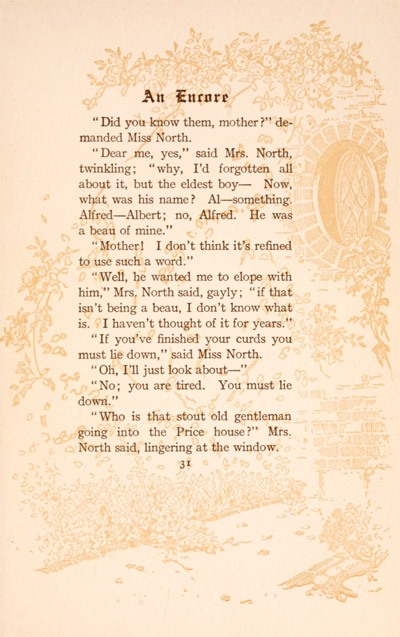 An Encore
"Did you know them, mother?" de-
manded Miss North.
"Dear me, yes," said Mrs. North,
twinkling; "why, I'd forgotten all
about it, but the eldest boy— Now,
what was his name? Al—something.
Alfred—Albert; no, Alfred. He was
a beau of mine."
"Mother! I don't think it's refined
to use such a word."
"Well, he wanted me to elope with
him," Mrs. North said, gayly; "if that
isn't being a beau, I don't know what
is. I haven't thought of it for years."
"If you've finished your curds you
must lie down," said Miss North.
"Oh, I'll just look about—"
"No; you are tired. You must lie
down."
"Who is that stout old gentleman
going into the Price house?" Mrs.
North said, lingering at the window.
31